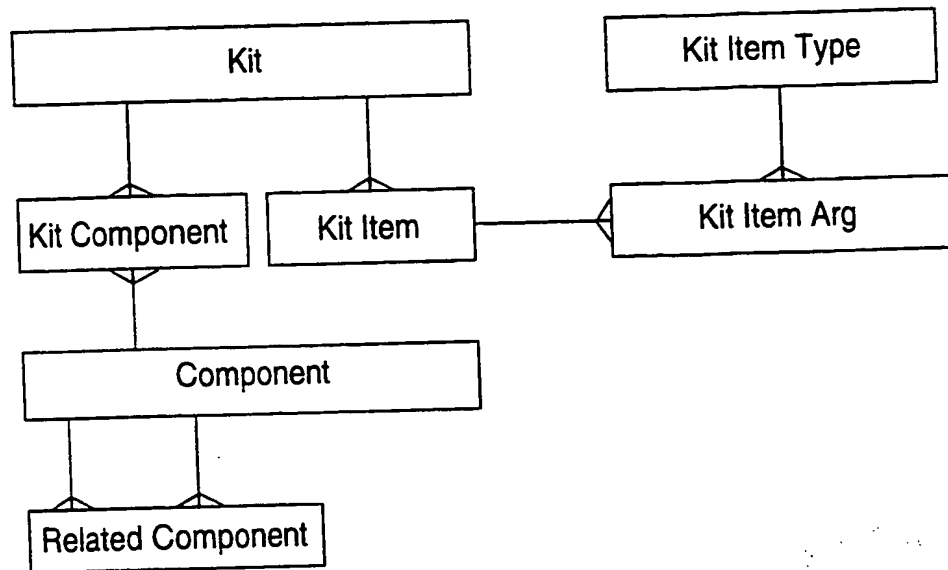 Kit
Kit Item Type
Kit Component
Kit Item
Kit Item Arg
Component
Related Component